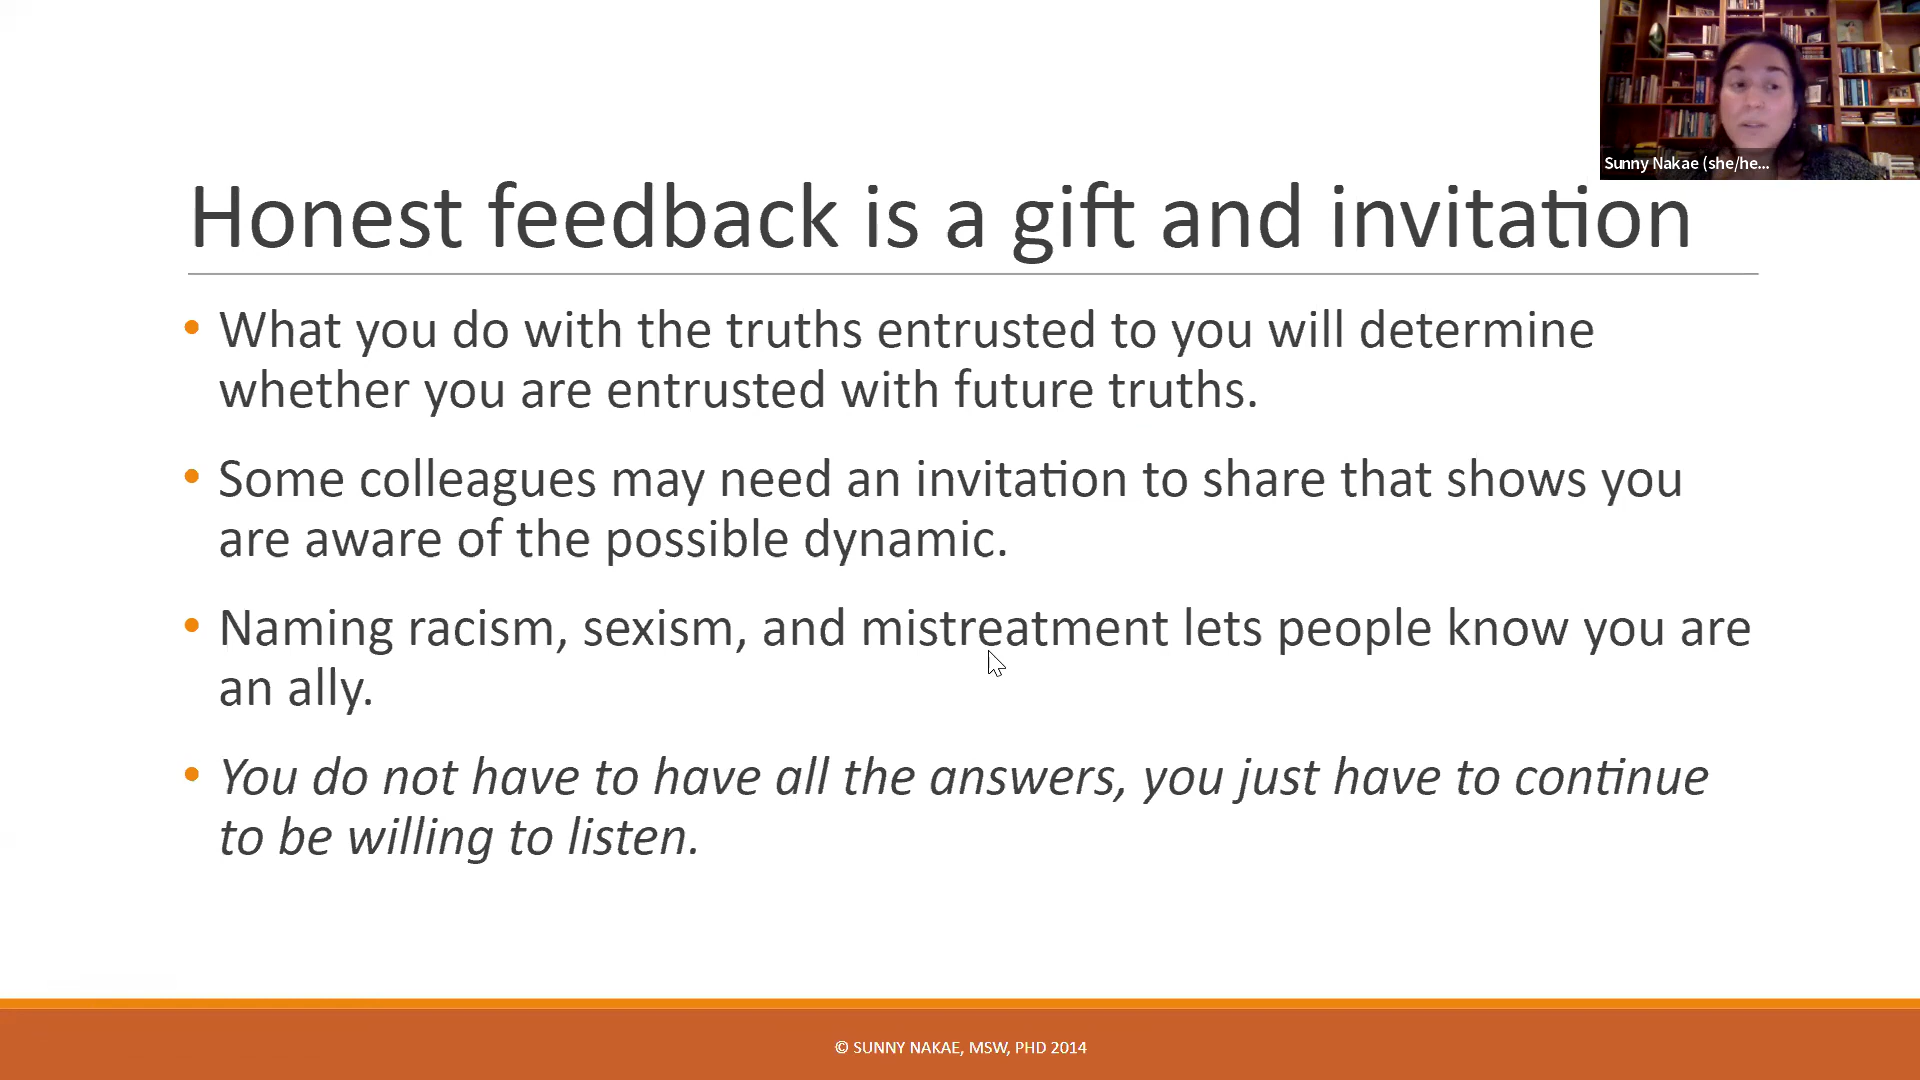 Sunny Nakae (she/he...
Honest feedback is a gift and invitation
• What you do with the truths entrusted to you will determine
whether you are entrusted with future truths.
• Some colleagues may need an invitation to share that shows you
are aware of the possible dynamic.
• Naming racism, sexism, and mistreatment lets people know you are
an ally.
• You do not have to have all the answers, you just have to continue
to be willing to listen.
© SUNNY NAKAE, MSW, PHD 2014